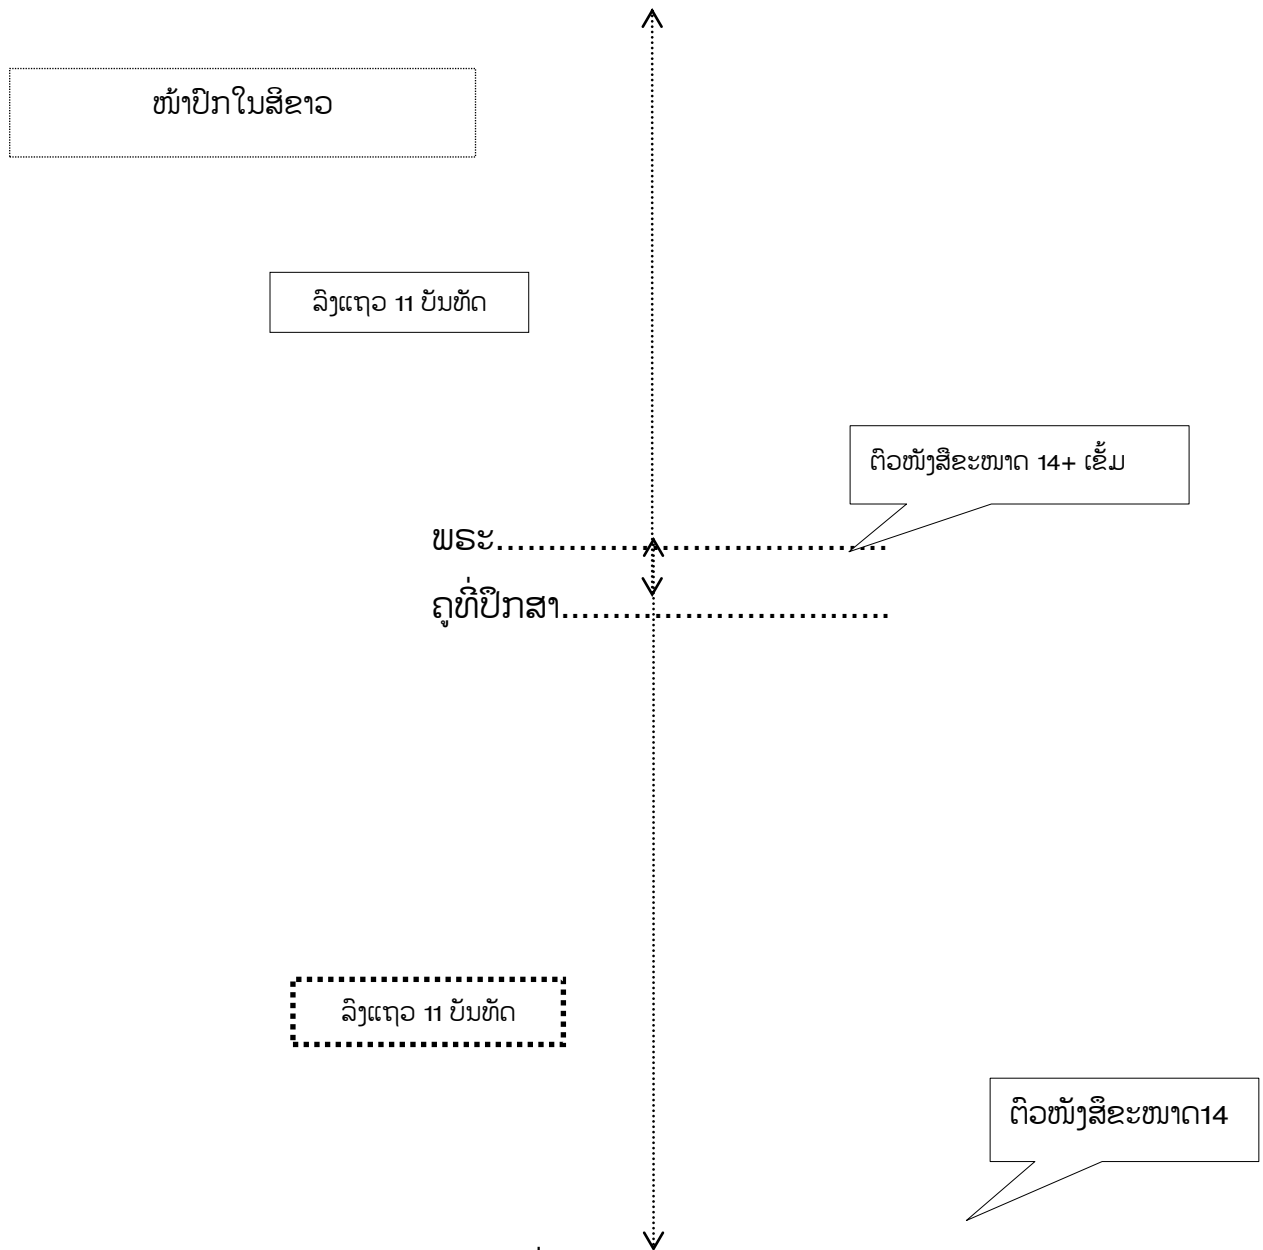 ໜ້າປົກໃນສີຂາວ
ລົງແຖວ 11 ບັນທັດ
ຕົວໜັງສືຂະໜາດ 14+ ເຂັ້ມ
ພຣະ......................................
ຄູທີ່ປຶກສາ................................
ລົງແຖວ 11 ບັນທັດ
ຕົວໜັງສືຂະໜາດ14